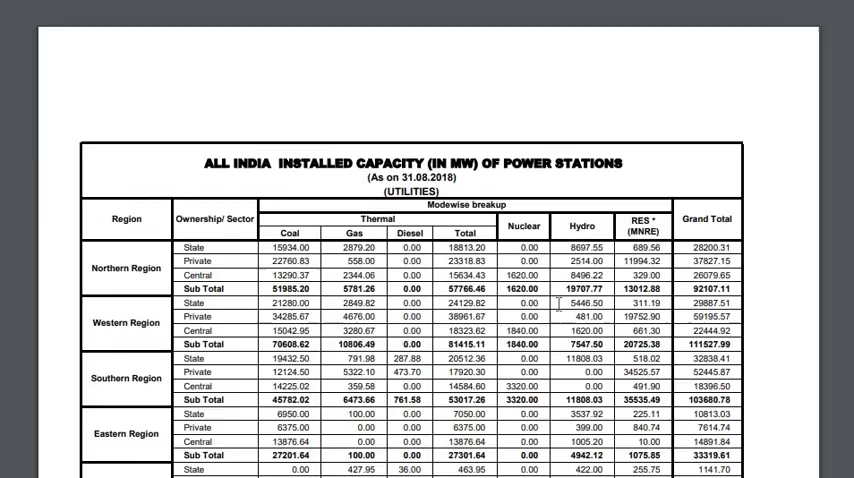 ALL INDIA INSTALLED CAPACITY (IN MW) OF POWER STATIONS
(As on 31.08.2018)
(UTILITIES)
Region Ownership/ Sector Modewise breakup Grand Total
Thermal Nuclear Hydro RES * (MNRE)
Coal Gas Diesel Total
Northern Region
State 15934.00 2879.20 0.00 18813.20 0.00 8697.55 689.56 28200.31
Private 22760.83 558.00 0.00 23318.83 0.00 2514.00 11994.32 37827.15
Central 13290.37 2344.06 0.00 15634.43 1620.00 8496.22 329.00 26079.65
Sub Total 51985.20 5781.26 0.00 57766.46 1620.00 19707.77 13012.88 92107.11
Western Region
State 21280.00 2849.82 0.00 24129.82 0.00 5446.50 311.19 29887.51
Private 34285.67 4676.00 0.00 38961.67 0.00 481.00 19752.90 59195.57
Central 15042.95 3280.67 0.00 18323.62 1840.00 1620.00 661.30 22444.92
Sub Total 70608.62 10806.49 0.00 81415.11 1840.00 7547.50 20725.38 111527.99
Southern Region
State 19432.50 791.98 287.88 20512.36 0.00 11808.03 518.02 32838.41
Private 12124.50 5322.10 473.70 17920.30 0.00 0.00 34525.57 52445.87
Central 14225.02 359.58 0.00 14584.60 3320.00 0.00 491.90 18396.50
Sub Total 45782.02 6473.66 761.58 53017.26 3320.00 11808.03 35535.49 103680.78
Eastern Region
State 6950.00 100.00 0.00 7050.00 0.00 3537.92 225.11 10813.03
Private 6375.00 0.00 0.00 6375.00 0.00 399.00 840.74 7614.74
Central 13876.64 0.00 0.00 13876.64 0.00 1005.20 10.00 14891.84
Sub Total 27201.64 100.00 0.00 27301.64 0.00 4942.12 1075.85 33319.61
State 0.00 427.95 36.00 463.95 0.00 422.00 255.75 1141.70